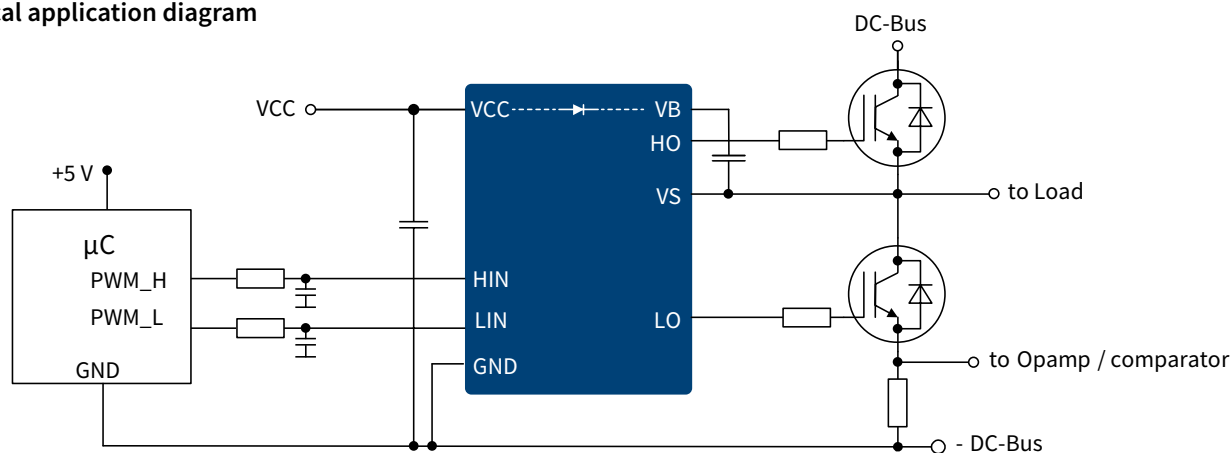 al application diagram
DC-Bus
VCC
VCC
VB
HO
+5 V
VS
to Load
µC
PWM_H
HIN
PWM_L
LIN
LO
GND
GND
to Opamp / comparator
- DC-Bus